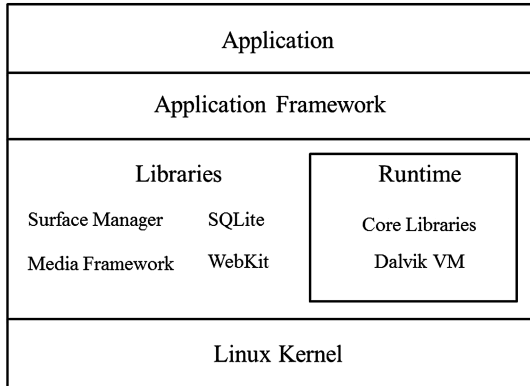 Application
Application Framework
Libraries
Surface Manager SQLite
Media Framework WebKit
Runtime
Core Libraries
Dalvik VM
Linux Kernel